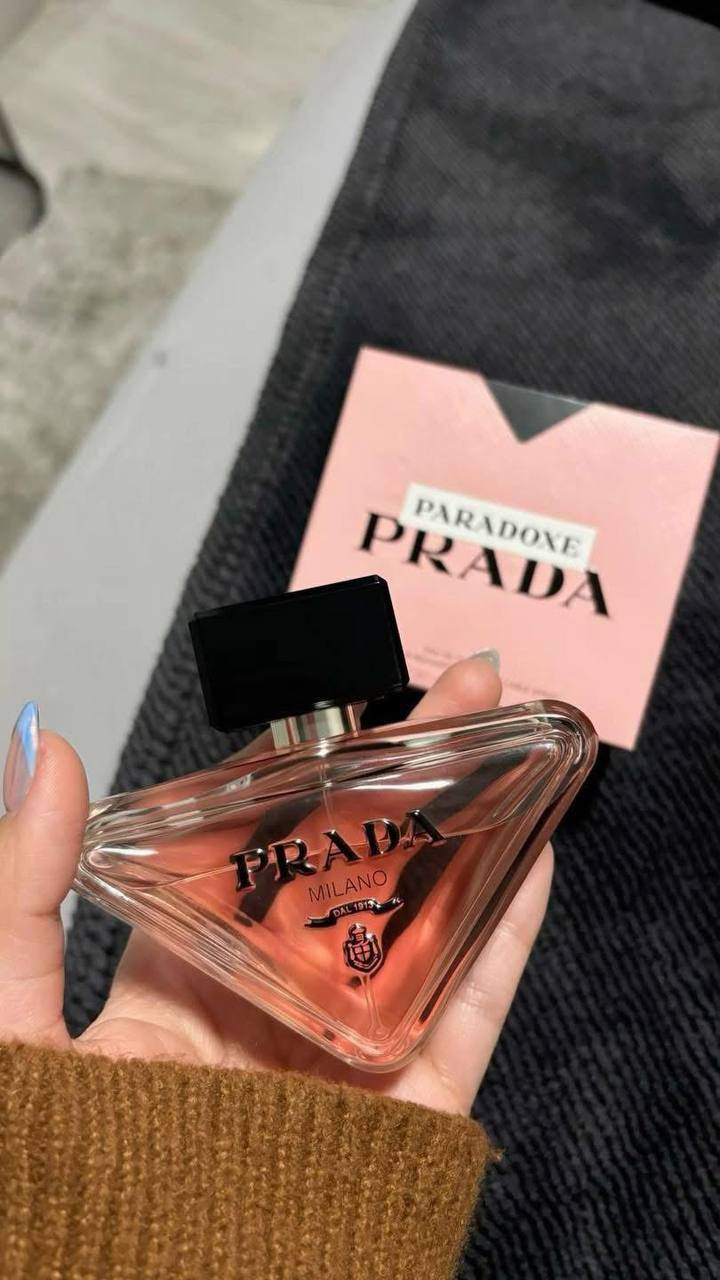 PARADOXE
PRADA
PRADA
MILANO
DAL 1913